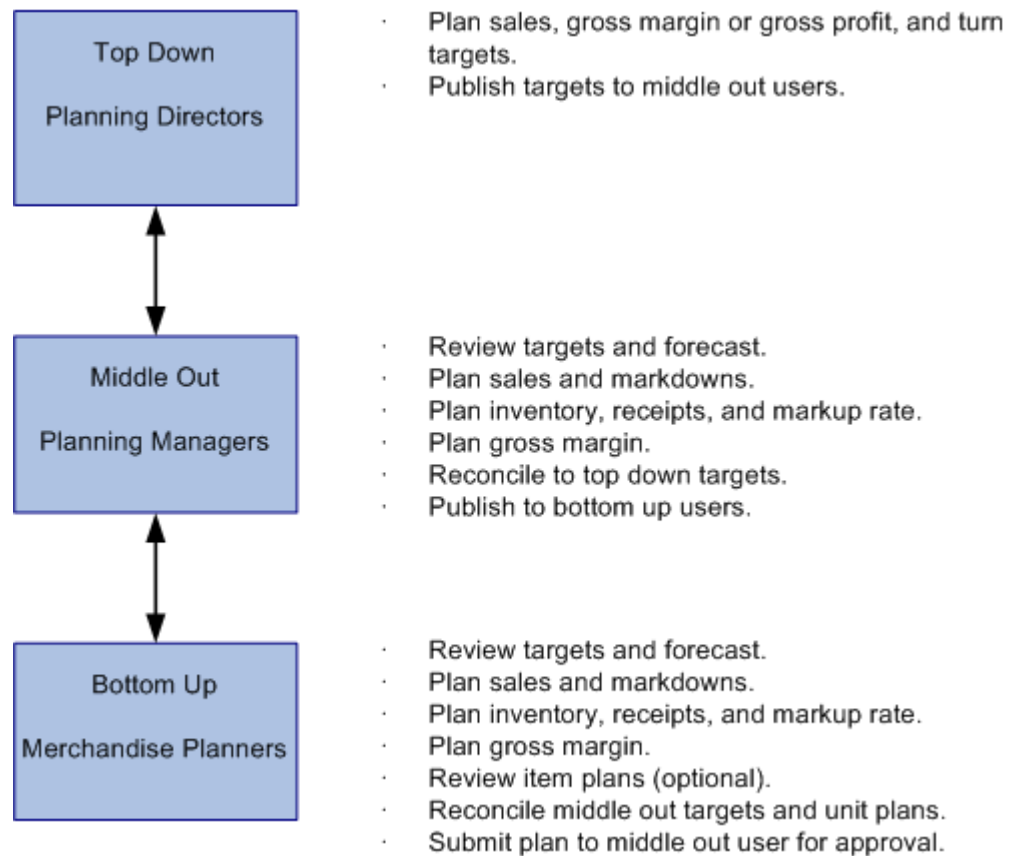 Top Down
Planning Directors
· Plan sales, gross margin or gross profit, and turn
targets.
· Publish targets to middle out users.
Middle Out
Planning Managers
· Review targets and forecast.
· Plan sales and markdowns.
· Plan inventory, receipts, and markup rate.
· Plan gross margin.
· Reconcile to top down targets.
· Publish to bottom up users.
Bottom Up
Merchandise Planners
· Review targets and forecast.
· Plan sales and markdowns.
· Plan inventory, receipts, and markup rate.
· Plan gross margin.
· Review item plans (optional).
· Reconcile middle out targets and unit plans.
· Submit plan to middle out user for approval.